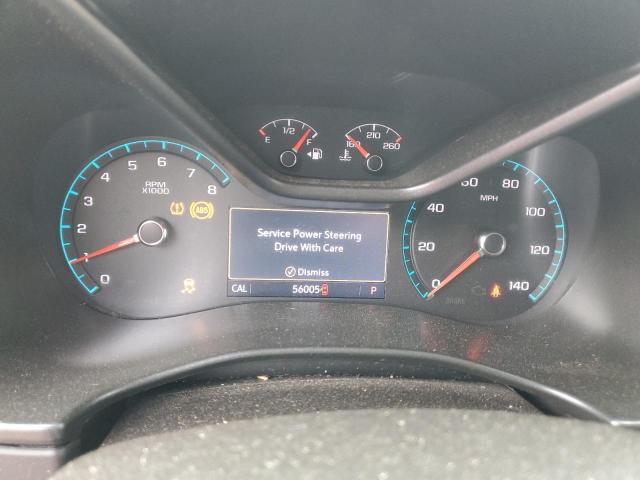 1/2
E F
210
160 260
0 1 2 3 4 5 6 7 8
RPM
X1000
ABS
Service Power Steering
Drive With Care
Dismiss
CAL 56005 P
0 20 40 80 100 120 140
MPH